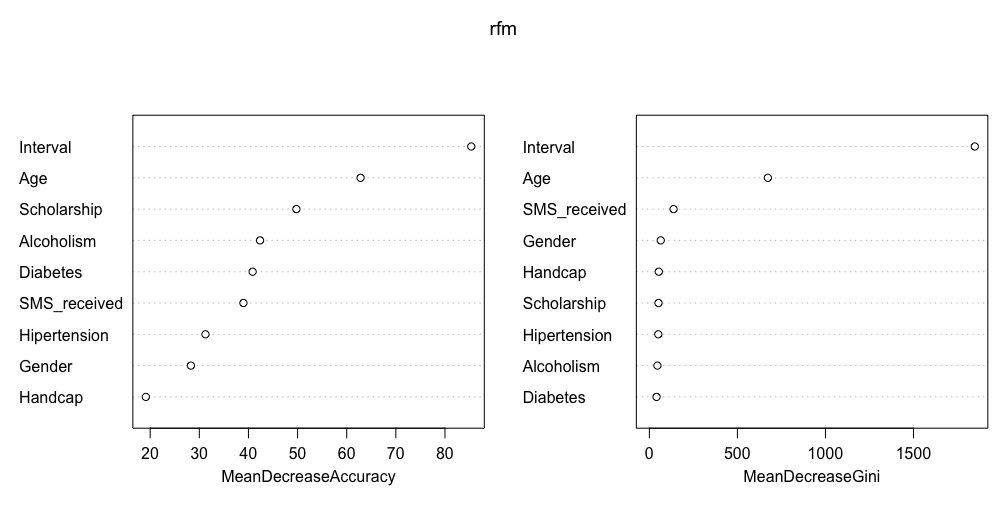 rfm
Interval
Age
Scholarship
Alcoholism
Diabetes
SMS_received
Hipertension
Gender
Handcap
20 30 40 50 60 70 80
MeanDecreaseAccuracy
Interval
Age
SMS_received
Gender
Handcap
Scholarship
Hipertension
Alcoholism
Diabetes
0 500 1000 1500
MeanDecreaseGini